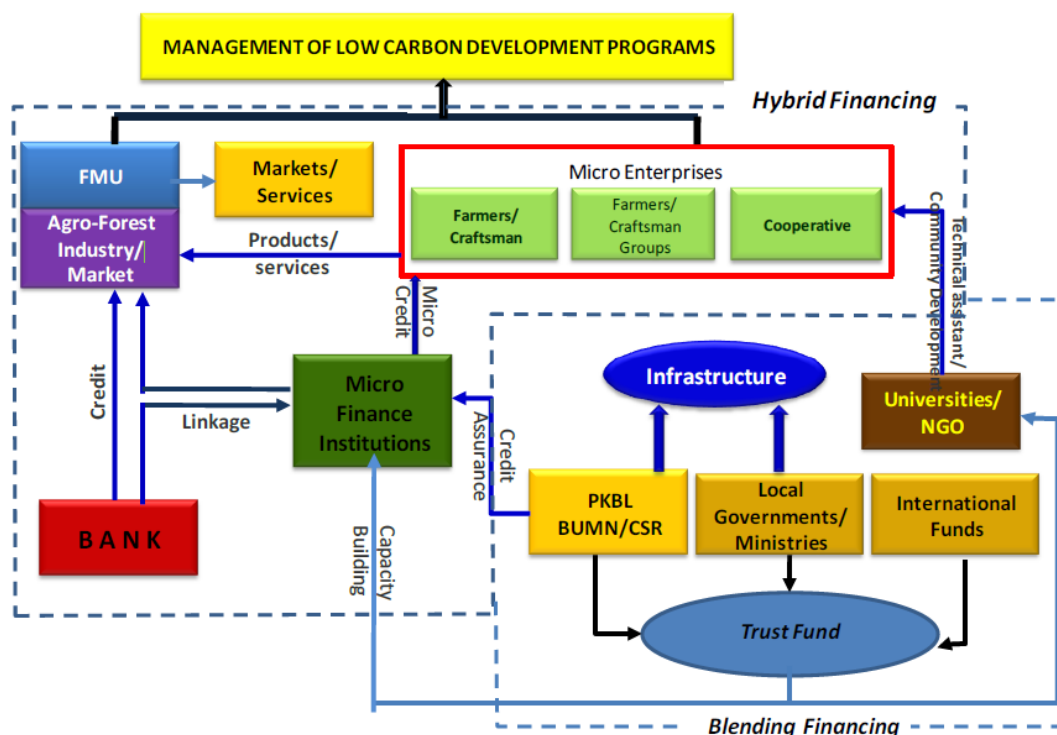 MANAGEMENT OF LOW CARBON DEVELOPMENT PROGRAMS
Hybrid Financing
FMU
Markets/
Services
Micro Enterprises
Agro-Forest
Industry/
Market
Products/
services
Farmers/
Craftsman
Farmers/
Craftsman
Groups
Cooperative
Technical assistant/
Community Development
Micro
Credit
Credit
Linkage
Micro
Finance
Institutions
Infrastructure
Universities/
NGO
Credit
Assurance
B A N K
Capacity
Building
PKBL
BUMN/CSR
Local
Governments/
Ministries
International
Funds
Trust Fund
Blending Financing